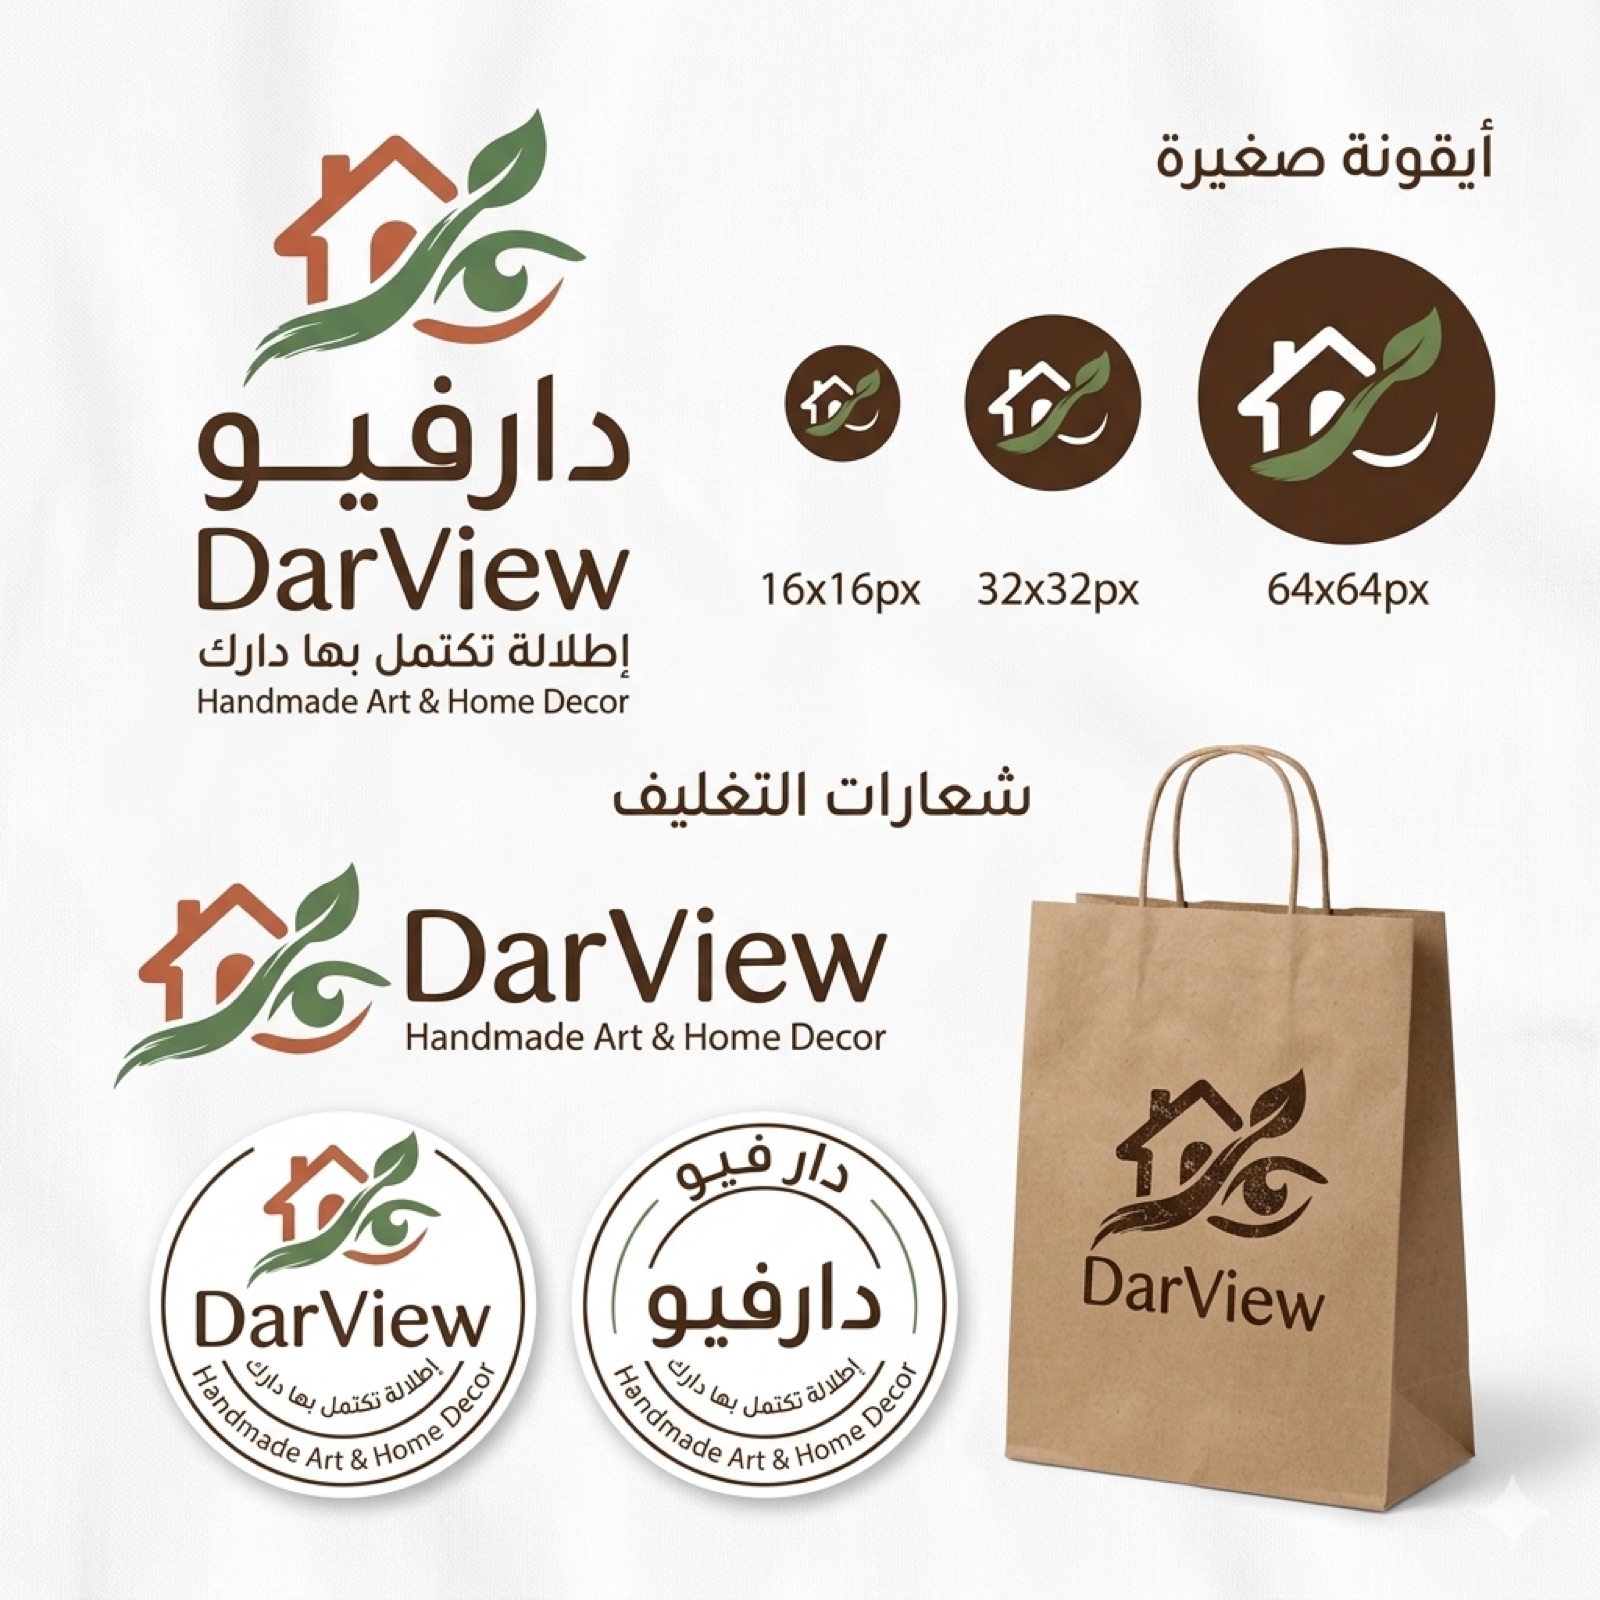 أيقونة صغيرة
دارفيو
DarView
إطلالة تكتمل بها دارك
Handmade Art & Home Decor
16x16px
32x32px
64x64px
شعارات التغليف
DarView
Handmade Art & Home Decor
DarView
إطلالة تكتمل بها دارك
Handmade Art & Home Decor
دار فيو
دارفيو
إطلالة تكتمل بها دارك
Handmade Art & Home Decor
DarView